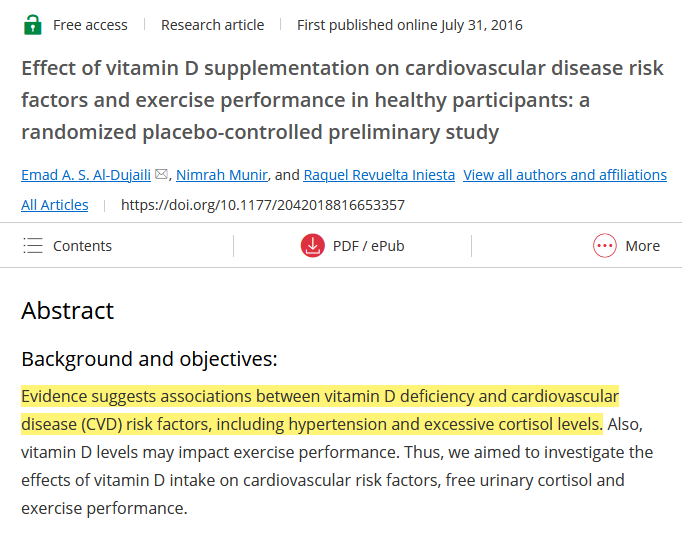 Free access | Research article | First published online July 31, 2016
Effect of vitamin D supplementation on cardiovascular disease risk
factors and exercise performance in healthy participants: a
randomized placebo-controlled preliminary study
Emad A. S. Al-Dujaili, Nimrah Munir, and Raquel Revuelta Iniesta View all authors and affiliations
All Articles | https://doi.org/10.1177/2042018816653357
Contents | PDF / ePub | More
Abstract
Background and objectives:
Evidence suggests associations between vitamin D deficiency and cardiovascular
disease (CVD) risk factors, including hypertension and excessive cortisol levels. Also,
vitamin D levels may impact exercise performance. Thus, we aimed to investigate the
effects of vitamin D intake on cardiovascular risk factors, free urinary cortisol and
exercise performance.